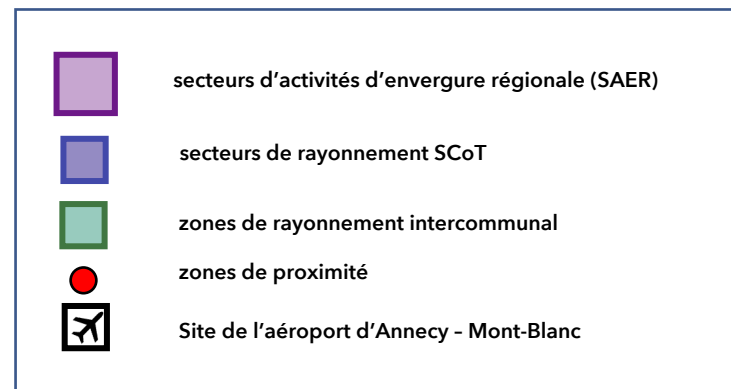 secteurs d’activités d’envergure régionale (SAER)
secteurs de rayonnement SCoT
zones de rayonnement intercommunal
zones de proximité
Site de l’aéroport d’Annecy – Mont-Blanc